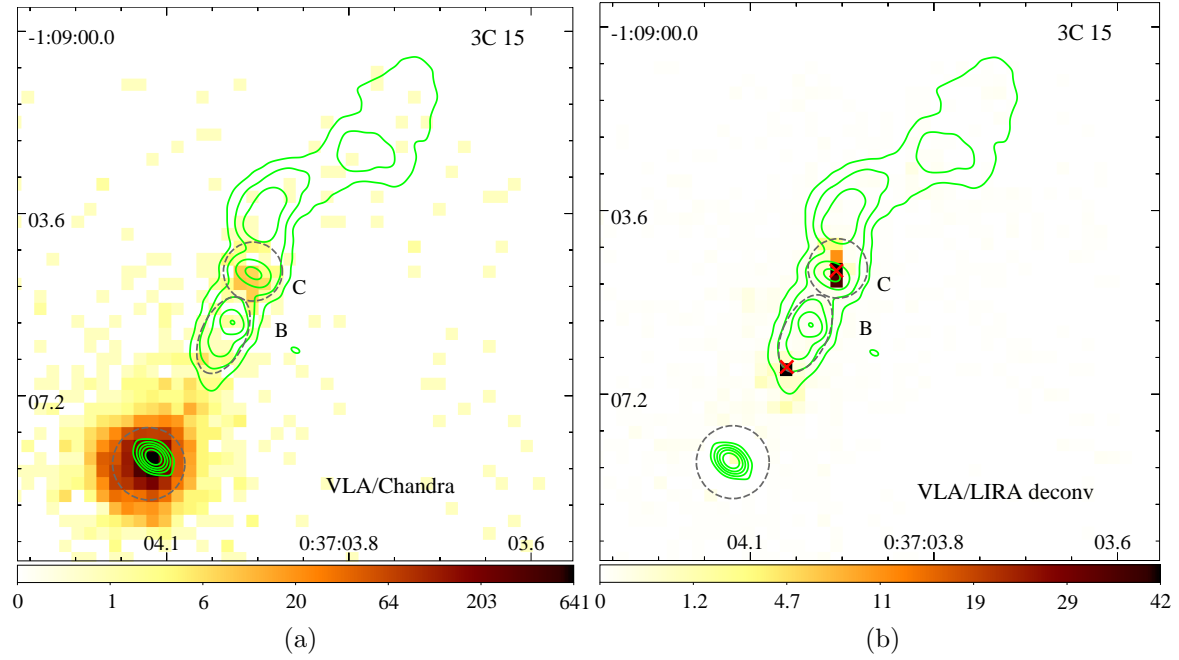 -1:09:00.0
3C 15
03.6
C
B
07.2
VLA/Chandra
04.1 0:37:03.8 03.6
0 1 6 20 64 203 641
(a)
-1:09:00.0
3C 15
03.6
C
B
07.2
VLA/LIRA deconv
04.1 0:37:03.8 03.6
0 1.2 4.7 11 19 29 42
(b)